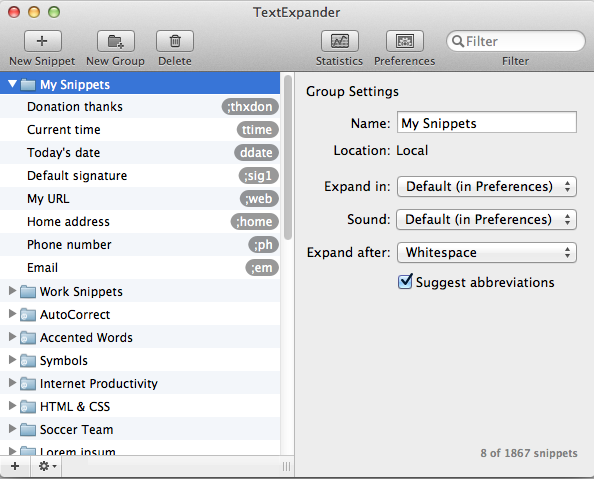 TextExpander
New Snippet
New Group
Delete
Statistics
Preferences
Filter
Filter
My Snippets
Donation thanks ;thxdon
Current time ttime
Today's date ddate
Default signature ;sig1
My URL ;web
Home address ;home
Phone number ;ph
Email ;em
Work Snippets
AutoCorrect
Accented Words
Symbols
Internet Productivity
HTML & CSS
Soccer Team
Lorem ipsum
Group Settings
Name: My Snippets
Location: Local
Expand in: Default (in Preferences)
Sound: Default (in Preferences)
Expand after: Whitespace
Suggest abbreviations
8 of 1867 snippets